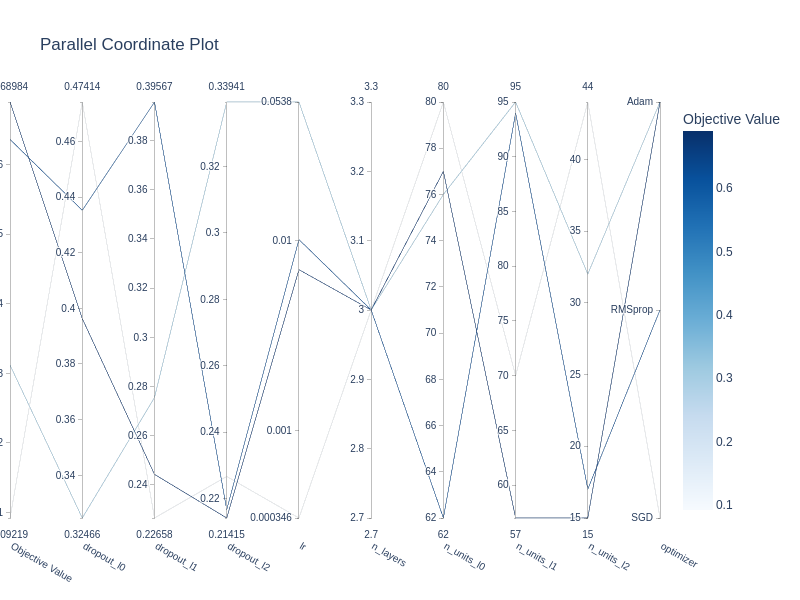 Parallel Coordinate Plot
68984 0.47414 0.39567 0.33941 0.0538 3.3 80 95 44 Adam
Objective Value
0.46 0.44 0.42 0.4 0.38 0.36 0.34
0.38 0.36 0.34 0.32 0.3 0.28 0.26 0.24
0.32 0.3 0.28 0.26 0.24 0.22
0.01 0.001 0.000346
3.3 3.2 3.1 3 2.9 2.8 2.7
80 78 76 74 72 70 68 66 64 62
95 90 85 80 75 70 65 60
40 35 30 25 20 15
RMSprop
SGD
0.6
0.5
0.4
0.3
0.2
0.1
09219 0.32466 0.22658 0.21415 2.7 62 57 15
Objective Value dropout_l0 dropout_l1 dropout_l2 lr n_layers n_units_l0 n_units_l1 n_units_l2 optimizer